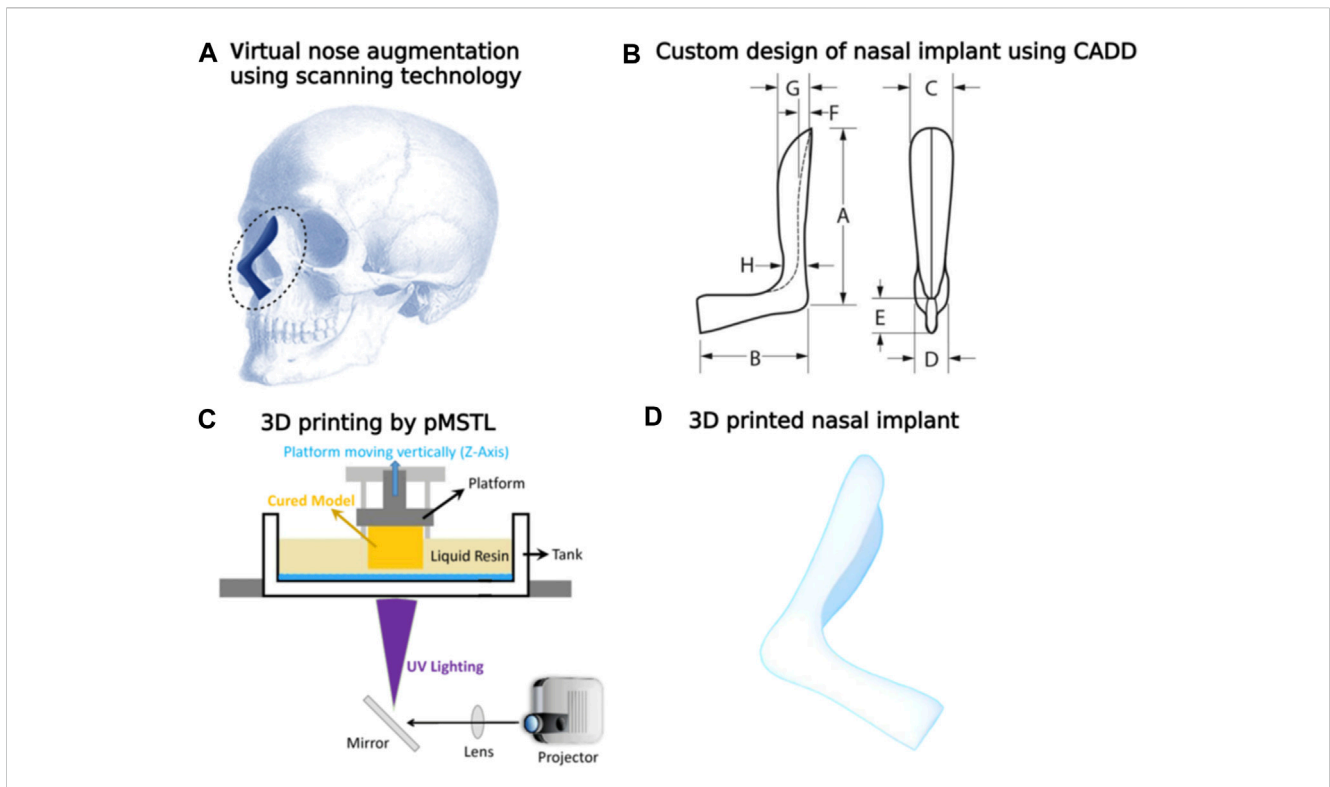 A Virtual nose augmentation
using scanning technology
B Custom design of nasal implant using CADD
G
C
F
A
H
E
B
D
C 3D printing by pMSTL
Platform moving vertically (Z-Axis)
Platform
Cured Model
Liquid Resin
Tank
UV Lighting
Mirror
Lens
Projector
D 3D printed nasal implant